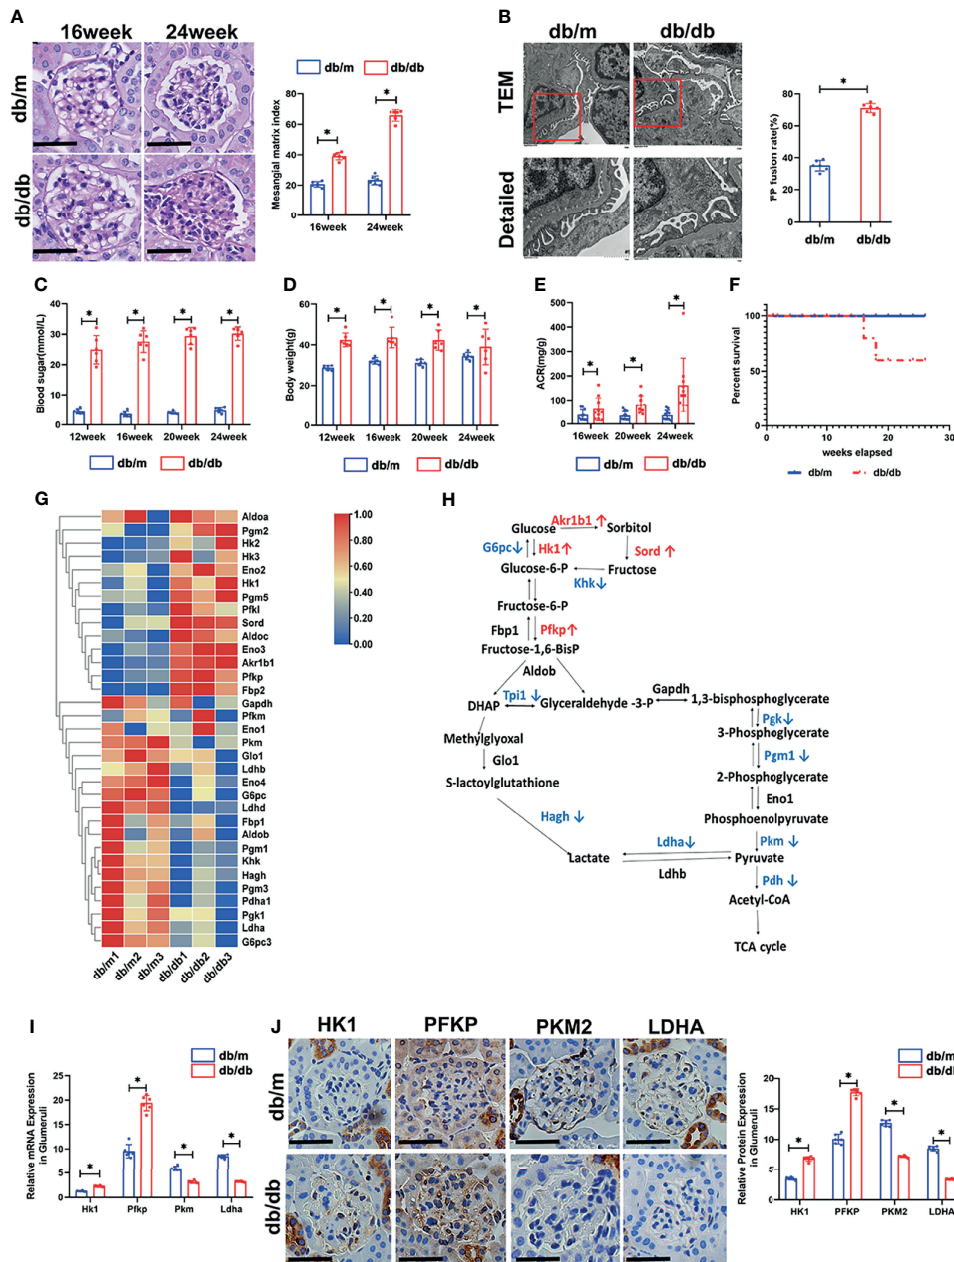 A
16week
24week
db/m
db/db
db/m
db/db
Mesangial matrix index
80
60
40
20
0
*
*
16week
24week
B
db/m
db/db
TEM
Detailed
FP fusion rate(%)
80
60
40
20
0
*
db/m
db/db
C
Blood sugar(mmol/L)
40
30
20
10
0
*
*
*
*
12week
16week
20week
24week
db/m
db/db
D
Body weight(g)
60
40
20
0
*
*
*
*
12week
16week
20week
24week
db/m
db/db
E
ACR(mg/g)
500
400
300
200
100
0
*
*
*
16week
20week
24week
db/m
db/db
F
Percent survival
100
100
0
10
20
30
weeks elapsed
db/m
db/db
G
Aldoa
Pgm2
Hk2
Hk3
Eno2
Hk1
Pgm5
Pfkl
Sord
Aldoc
Eno3
Akr1b1
Pfkp
Fbp2
Gapdh
Pfkm
Eno1
Pkm
Glo1
Ldhb
Eno4
G6pc
Ldhd
Fbp1
Aldob
Pgm1
Khk
Hagh
Pgm3
Pdha1
Pgk1
Ldha
G6pc3
db/m1
db/m2
db/m3
db/db1
db/db2
db/db3
1.00
0.80
0.60
0.40
0.20
0.00
H
Akr1b1 ↑
Glucose
Sorbitol
G6pc↓
Hk1↑
Sord ↑
Glucose-6-P
Fructose
Khk↓
Fructose-6-P
Fbp1
Pfkp↑
Fructose-1,6-BisP
Aldob
Tpi1 ↓
DHAP
Glyceraldehyde -3-P
Gapdh
1,3-bisphosphoglycerate
Pgk↓
3-Phosphoglycerate
Methylglyoxal
Pgm1 ↓
Glo1
2-Phosphoglycerate
S-lactoylglutathione
Eno1
Phosphoenolpyruvate
Hagh ↓
Ldha↓
Pkm ↓
Lactate
Pyruvate
Ldhb
Pdh ↓
Acetyl-CoA
TCA cycle
I
db/m
db/db
Relative mRNA Expression
in Glumeruli
25
20
15
10
5
0
*
*
*
*
Hk1
Pfkp
Pkm
Ldha
J
HK1
PFKP
PKM2
LDHA
db/m
db/db
db/m
db/db
Relative Protein Expression
in Glumeruli
20
15
10
5
0
*
*
*
*
HK1
PFKP
PKM2
LDHA